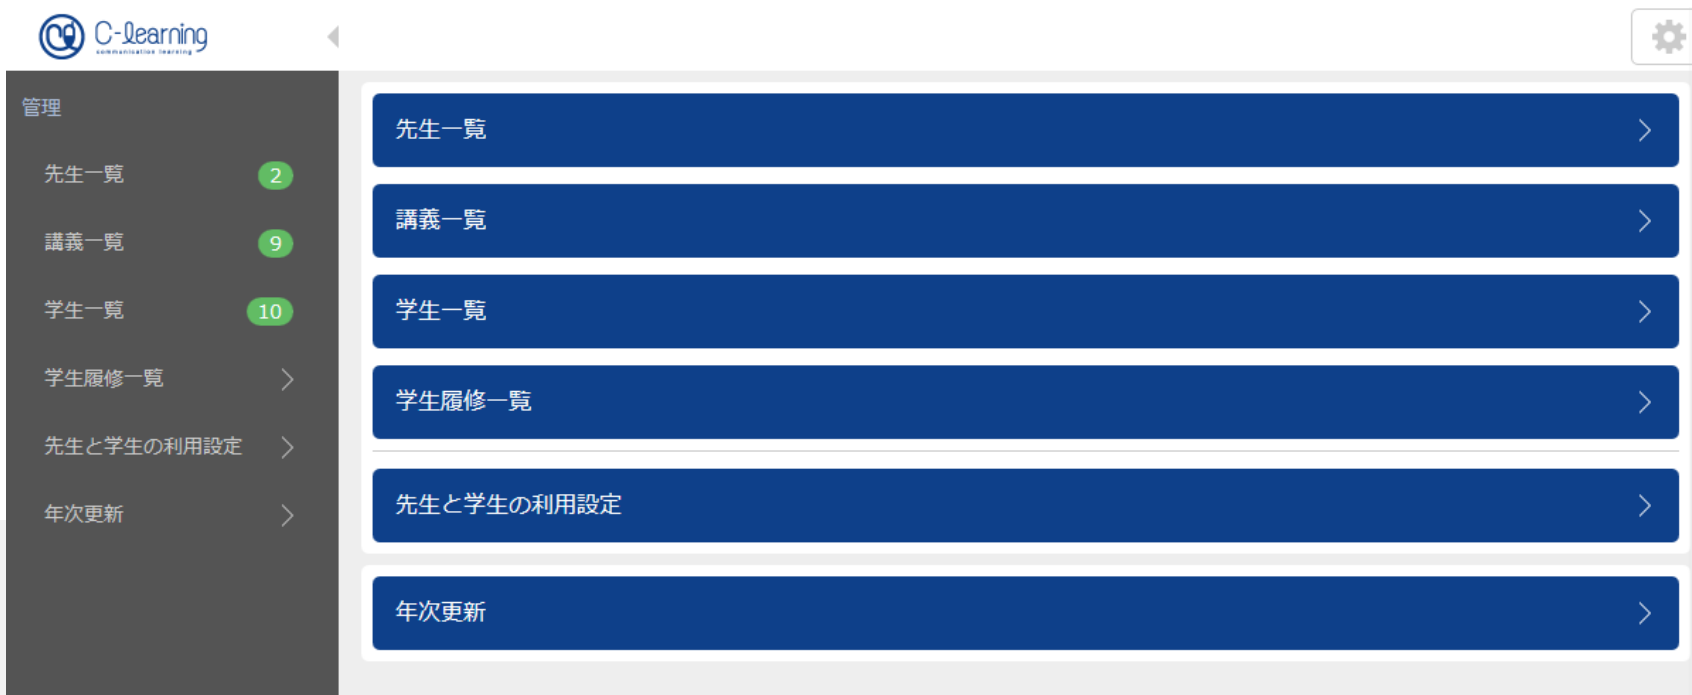 C-learning
communication learning
管理
先生一覧 2
講義一覧 9
学生一覧 10
学生履修一覧
先生と学生の利用設定
年次更新
先生一覧
講義一覧
学生一覧
学生履修一覧
先生と学生の利用設定
年次更新